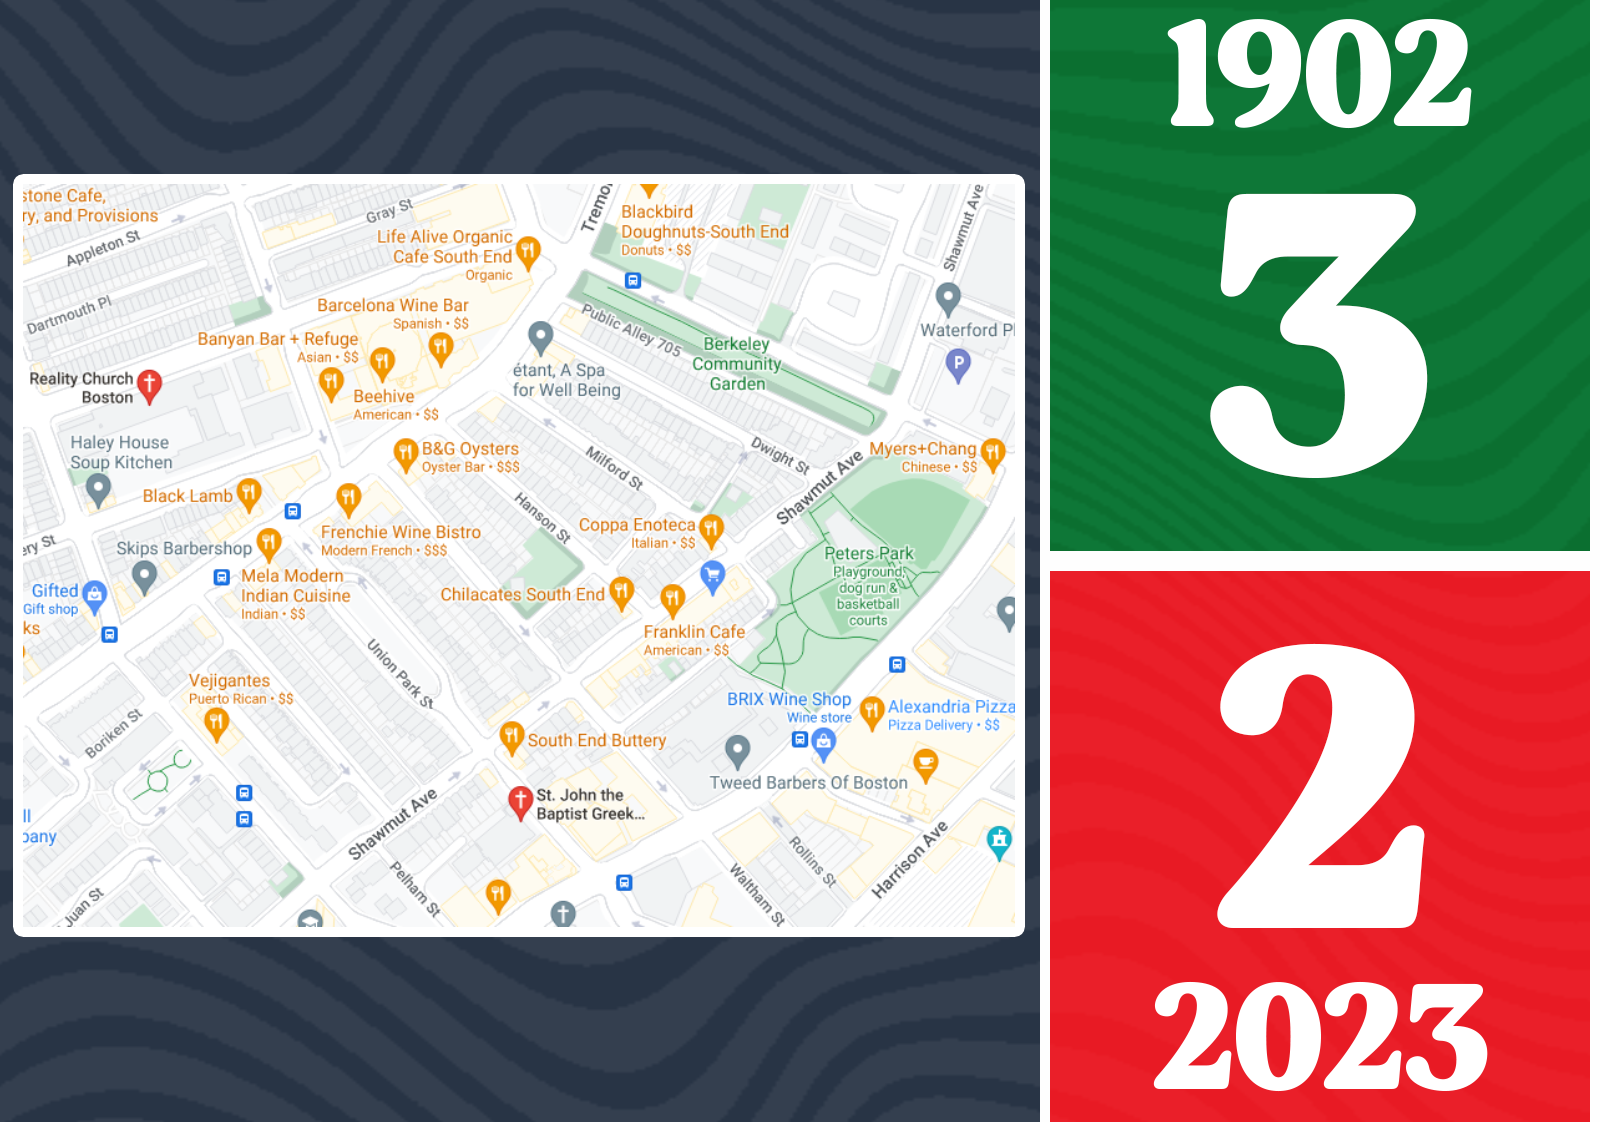 stone Cafe,
ry, and Provisions
Appleton St
Gray St
Tremo
Blackbird
Doughnuts-South End
Donuts • $$
Shawmut Ave
Life Alive Organic
Cafe South End
Organic
Dartmouth Pl
Barcelona Wine Bar
Spanish • $$
Public Alley 705
Waterford Pl
Banyan Bar + Refuge
Asian • $$
Berkeley
Community
Garden
P
étant, A Spa
for Well Being
Reality Church
Boston
Beehive
American • $$
Haley House
Soup Kitchen
B&G Oysters
Oyster Bar • $$$
Milford St
Dwight St
Shawmut Ave
Myers+Chang
Chinese • $$
Black Lamb
Hanson St
Frenchie Wine Bistro
Modern French • $$$
Coppa Enoteca
Italian • $$
ery St
Skips Barbershop
Peters Park
Playground,
dog run &
basketball
courts
Mela Modern
Indian Cuisine
Indian • $$
Gifted
Gift shop
ks
Chilacates South End
Franklin Cafe
American • $$
Union Park St
Vejigantes
Puerto Rican • $$
BRIX Wine Shop
Wine store
Alexandria Pizza
Pizza Delivery • $$
Boriken St
South End Buttery
Tweed Barbers Of Boston
St. John the
Baptist Greek...
ll
pany
Shawmut Ave
Rollins St
Harrison Ave
Pelham St
Waltham St
Juan St
1902
3
2
2023